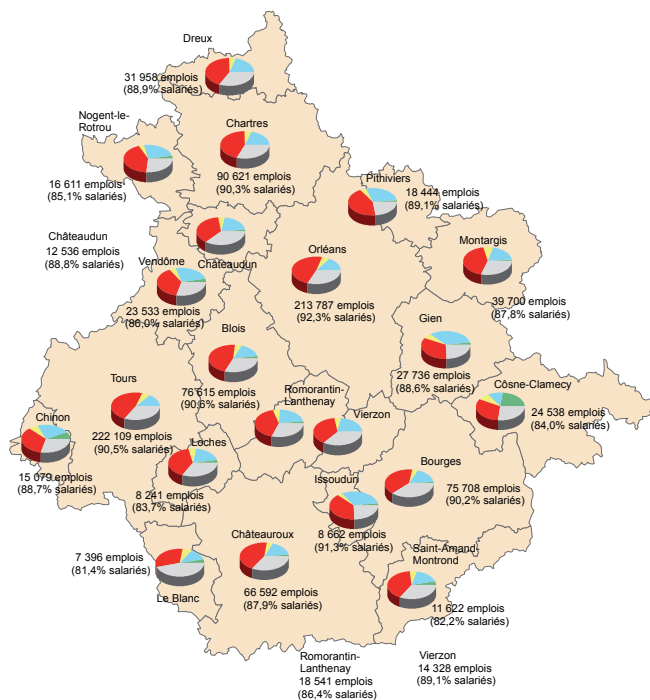 Dreux
31 958 emplois
(88,9% salariés)
Nogent-le-
Rotrou
16 611 emplois
(85,1% salariés)
Chartres
90 621 emplois
(90,3% salariés)
Pithiviers
18 444 emplois
(89,1% salariés)
Châteaudun
12 536 emplois
(88,8% salariés)
Châteaudun
Orléans
213 787 emplois
(92,3% salariés)
Montargis
39 700 emplois
(87,8% salariés)
Vendôme
23 533 emplois
(86,0% salariés)
Blois
76 615 emplois
(90,6% salariés)
Gien
27 736 emplois
(88,6% salariés)
Côsne-Clamecy
24 538 emplois
(84,0% salariés)
Tours
222 109 emplois
(90,5% salariés)
Romorantin-
Lanthenay
Vierzon
Chinon
15 079 emplois
(88,7% salariés)
Loches
8 241 emplois
(83,7% salariés)
Issoudun
8 662 emplois
(91,3% salariés)
Bourges
75 708 emplois
(90,2% salariés)
7 396 emplois
(81,4% salariés)
Le Blanc
Châteauroux
66 592 emplois
(87,9% salariés)
Saint-Amand-
Montrond
11 622 emplois
(82,2% salariés)
Romorantin-
Lanthenay
18 541 emplois
(86,4% salariés)
Vierzon
14 328 emplois
(89,1% salariés)